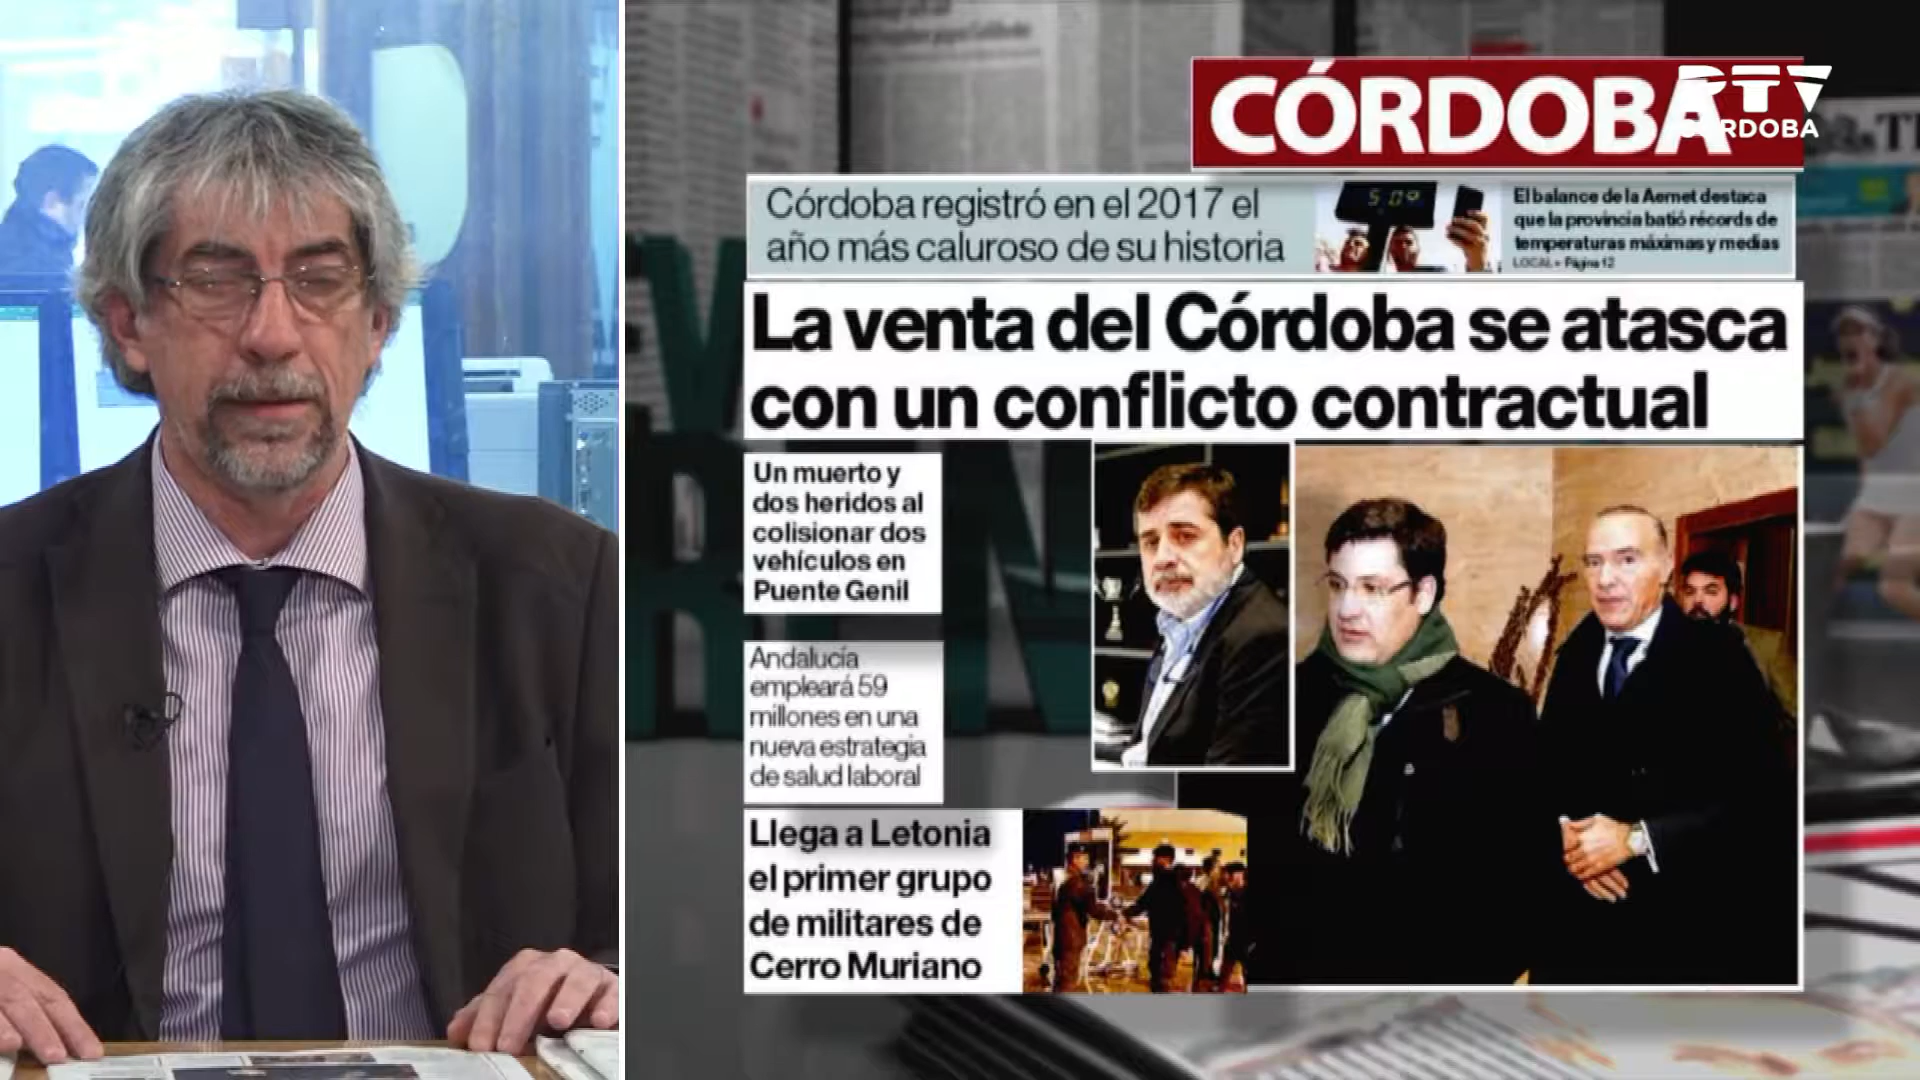 CÓRDOBA
PTV
CÓRDOBA
Córdoba registró en el 2017 el
año más caluroso de su historia
50º
El balance de la Aemet destaca
que la provincia batió récords de
temperaturas máximas y medias
LOCAL ▸ Página 12
La venta del Córdoba se atasca
con un conflicto contractual
Un muerto y
dos heridos al
colisionar dos
vehículos en
Puente Genil
Andalucía
empleará 59
millones en una
nueva estrategia
de salud laboral
Llega a Letonia
el primer grupo
de militares de
Cerro Muriano